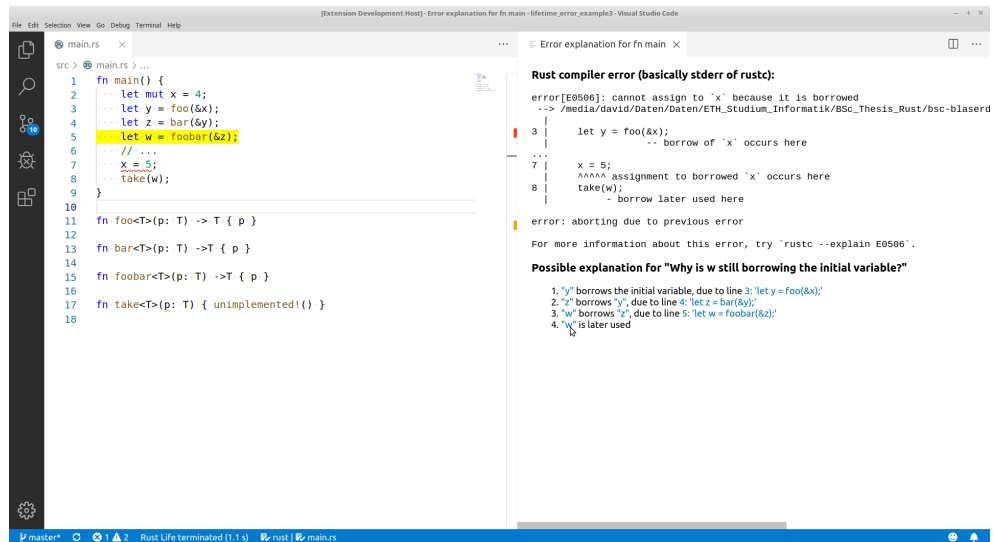 [Extension Development Host] - Error explanation for fn main - lifetime_error_example3 - Visual Studio Code
File Edit Selection View Go Debug Terminal Help
main.rs ×
Error explanation for fn main ×
src > main.rs > ...
1 fn main() {
2 let mut x = 4;
3 let y = foo(&x);
4 let z = bar(&y);
5 let w = foobar(&z);
6 // ...
7 x = 5;
8 take(w);
9 }
10
11 fn foo<T>(p: T) -> T { p }
12
13 fn bar<T>(p: T) ->T { p }
14
15 fn foobar<T>(p: T) ->T { p }
16
17 fn take<T>(p: T) { unimplemented!() }
18
10
Rust compiler error (basically stderr of rustc):
error[E0506]: cannot assign to `x` because it is borrowed
--> /media/david/Daten/Daten/ETH_Studium_Informatik/BSc_Thesis_Rust/bsc-blaserd
|
3 | let y = foo(&x);
| -- borrow of `x` occurs here
...
7 | x = 5;
| ^^^^^ assignment to borrowed `x` occurs here
8 | take(w);
| - borrow later used here
error: aborting due to previous error
For more information about this error, try `rustc --explain E0506`.
Possible explanation for "Why is w still borrowing the initial variable?"
1. "y" borrows the initial variable, due to line 3: 'let y = foo(&x);'
2. "z" borrows "y", due to line 4: 'let z = bar(&y);'
3. "w" borrows "z", due to line 5: 'let w = foobar(&z);'
4. "w" is later used
master* 1 2 Rust Life terminated (1.1 s) rust | main.rs